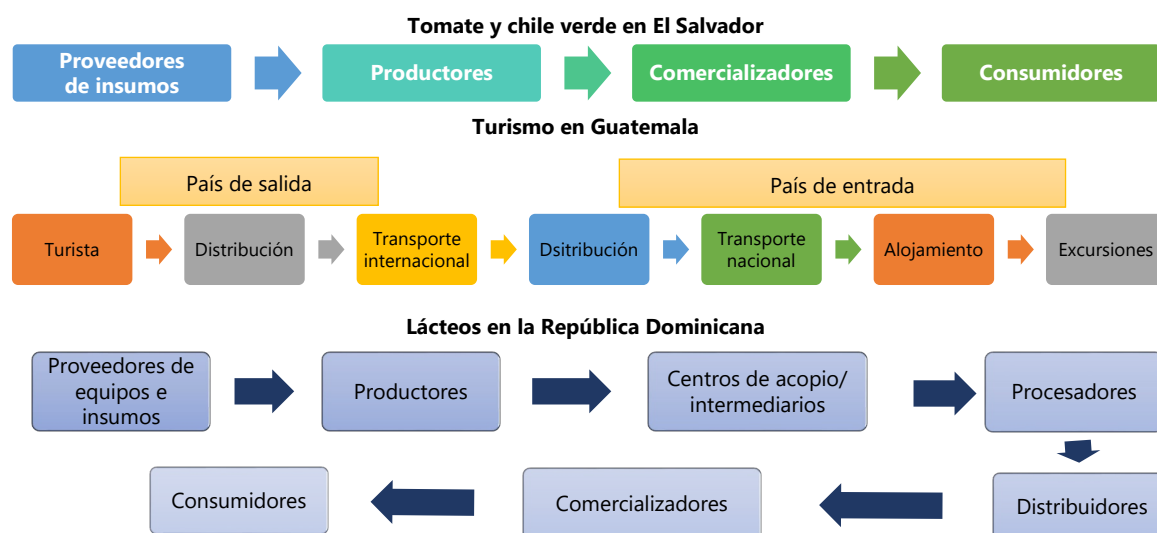 Tomate y chile verde en El Salvador
Proveedores
de insumos
Productores
Comercializadores
Consumidores
Turismo en Guatemala
País de salida
País de entrada
Turista
Distribución
Transporte
internacional
Dsitribución
Transporte
nacional
Alojamiento
Excursiones
Lácteos en la República Dominicana
Proveedores de
equipos e
insumos
Productores
Centros de acopio/
intermediarios
Procesadores
Distribuidores
Comercializadores
Consumidores